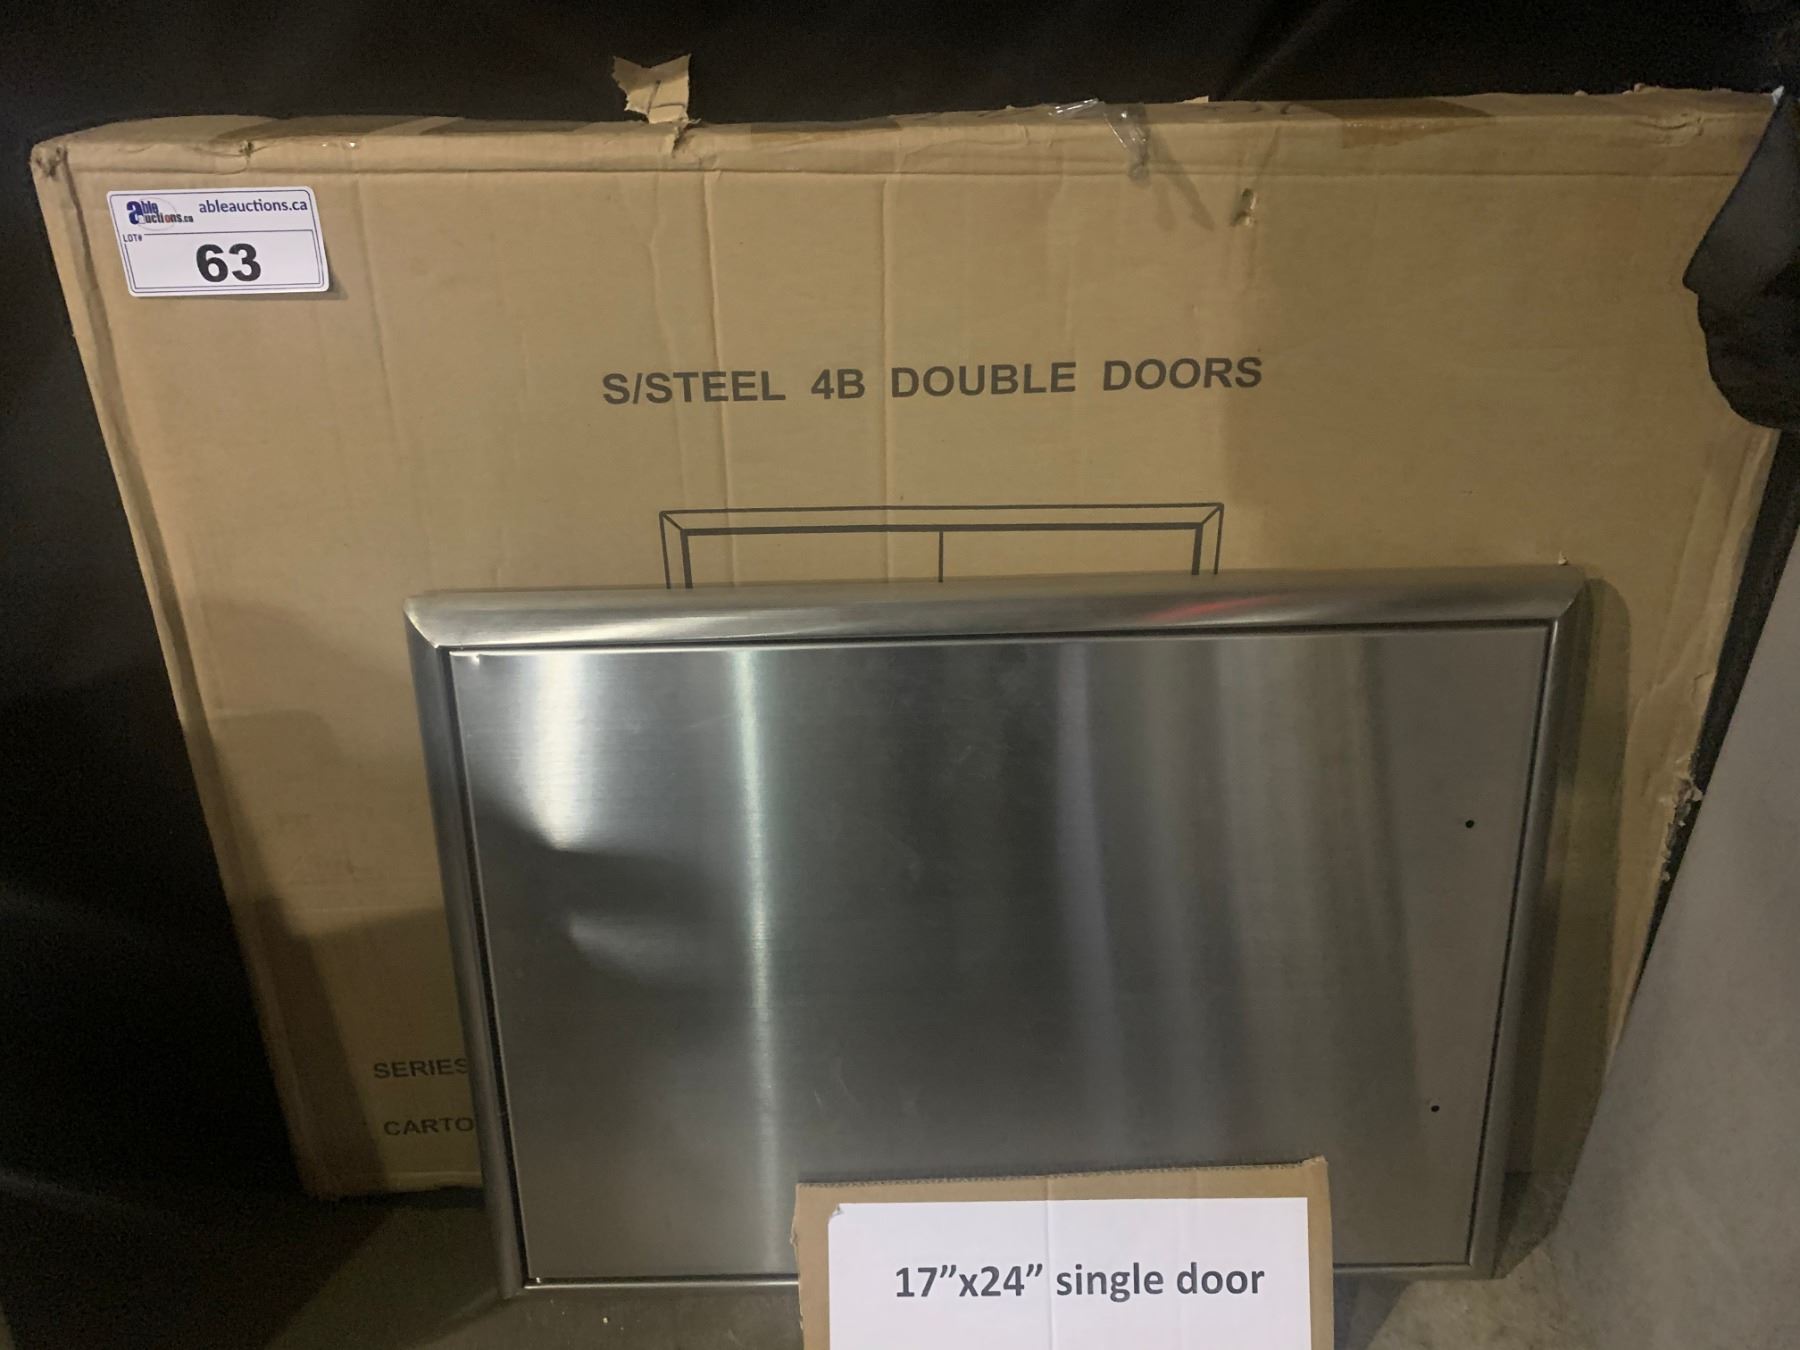 able auctions.ca ableauctions.ca
LOT#
63
S/STEEL 4B DOUBLE DOORS
SERIES
CARTO
17”x24” single door